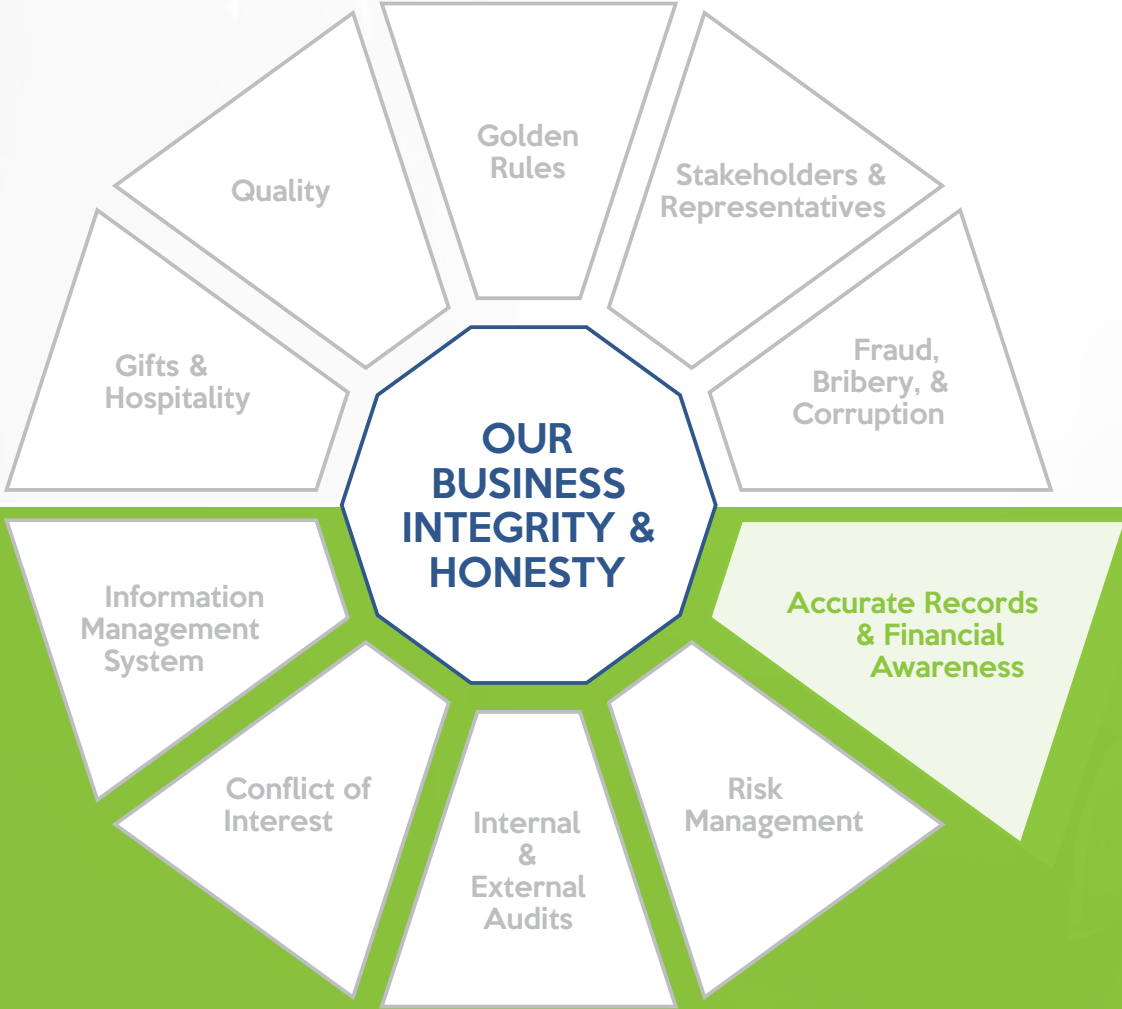 Golden
Rules
Stakeholders &
Representatives
Fraud,
Bribery, &
Corruption
Accurate Records
& Financial
Awareness
Risk
Management
Internal
&
External
Audits
Conflict of
Interest
Information
Management
System
Gifts &
Hospitality
Quality
OUR
BUSINESS
INTEGRITY &
HONESTY